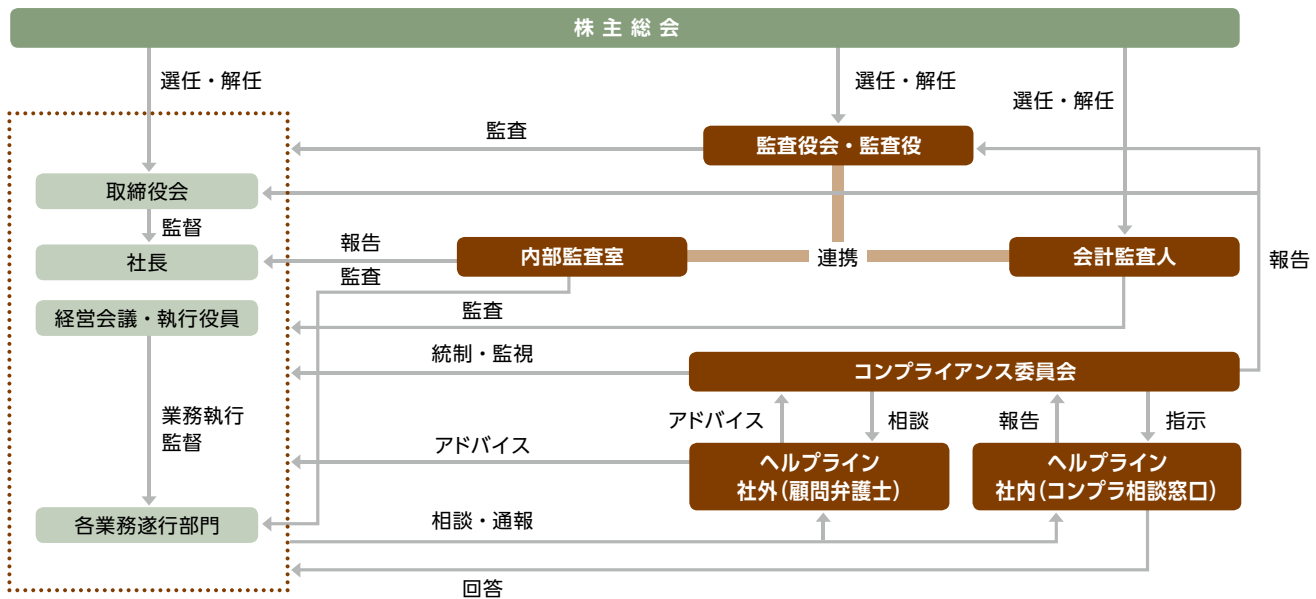 株主総会
選任・解任
選任・解任
選任・解任
監査
監査役会・監査役
取締役会
監督
社長
報告
監査
内部監査室
連携
会計監査人
報告
経営会議・執行役員
監査
統制・監視
コンプライアンス委員会
業務執行
監督
アドバイス
相談
報告
指示
アドバイス
ヘルプライン
社外(顧問弁護士)
ヘルプライン
社内(コンプラ相談窓口)
各業務遂行部門
相談・通報
回答